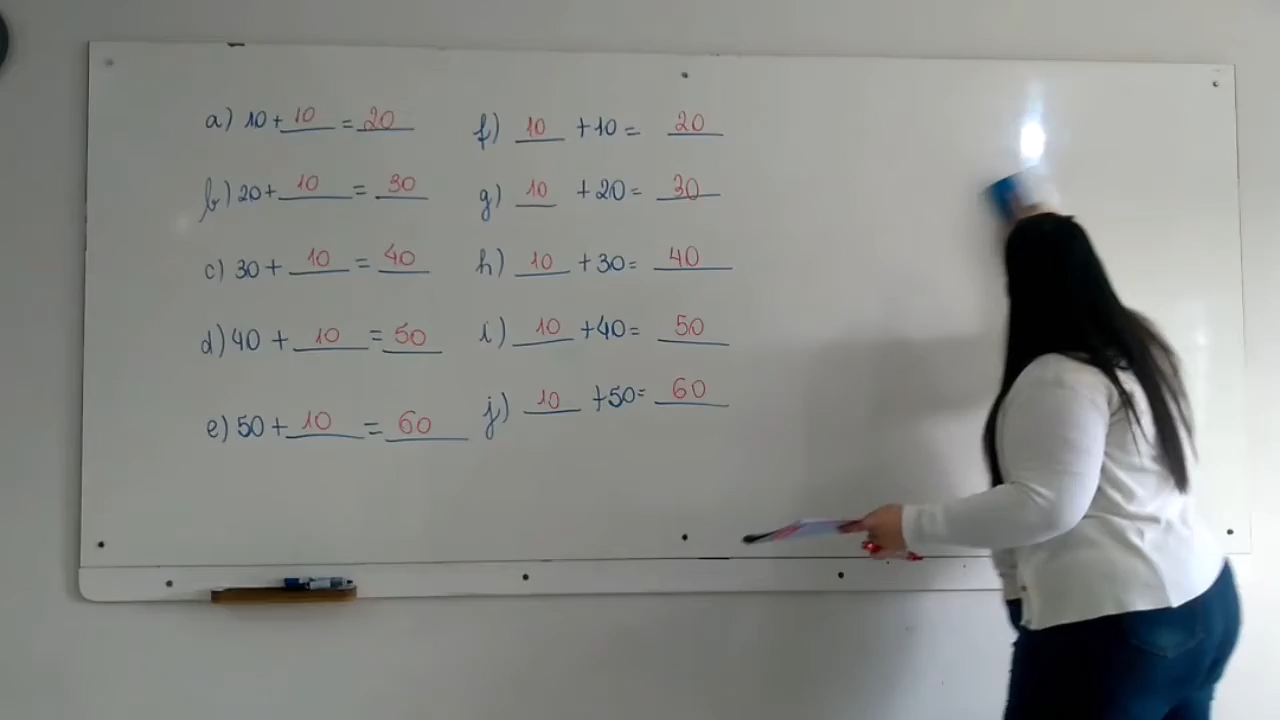 a) 10 + 10 = 20
b) 20 + 10 = 30
c) 30 + 10 = 40
d) 40 + 10 = 50
e) 50 + 10 = 60
f) 10 + 10 = 20
g) 10 + 20 = 30
h) 10 + 30 = 40
i) 10 + 40 = 50
j) 10 + 50 = 60